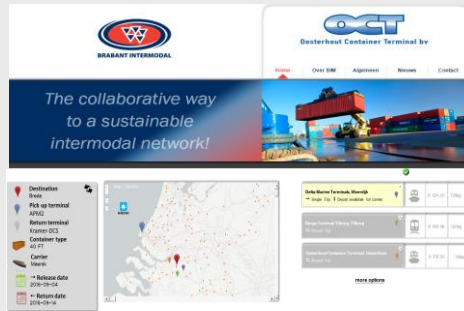 BRABANT INTERMODAL
OCT
Oosterhout Container Terminal bv
Home Over BIM Algemeen Nieuws Contact
The collaborative way
to a sustainable
intermodal network!
Destination
Breda
Pick up terminal
APM2
Return terminal
Kramer-DCS
Container type
40 FT
Carrier
Maersk
→ Release date
2016-09-04
← Return date
2016-09-14
Delta Marine Terminals, Moerdijk
Barge Terminal Tilburg, Tilburg
Oosterhout Container Terminal, Oosterhout
more options